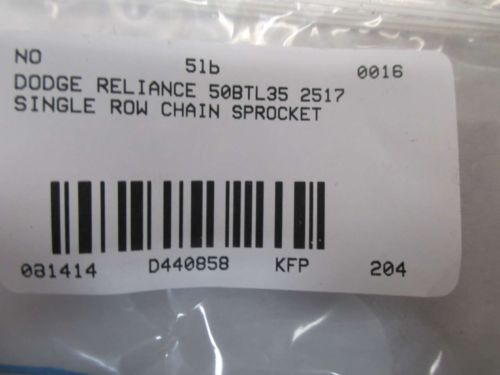 NO 51b 0016
DODGE RELIANCE 50BTL35 2517
SINGLE ROW CHAIN SPROCKET
081414 D440858 KFP 204